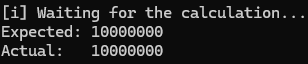 [i] Waiting for the calculation...
Expected: 10000000
Actual:   10000000